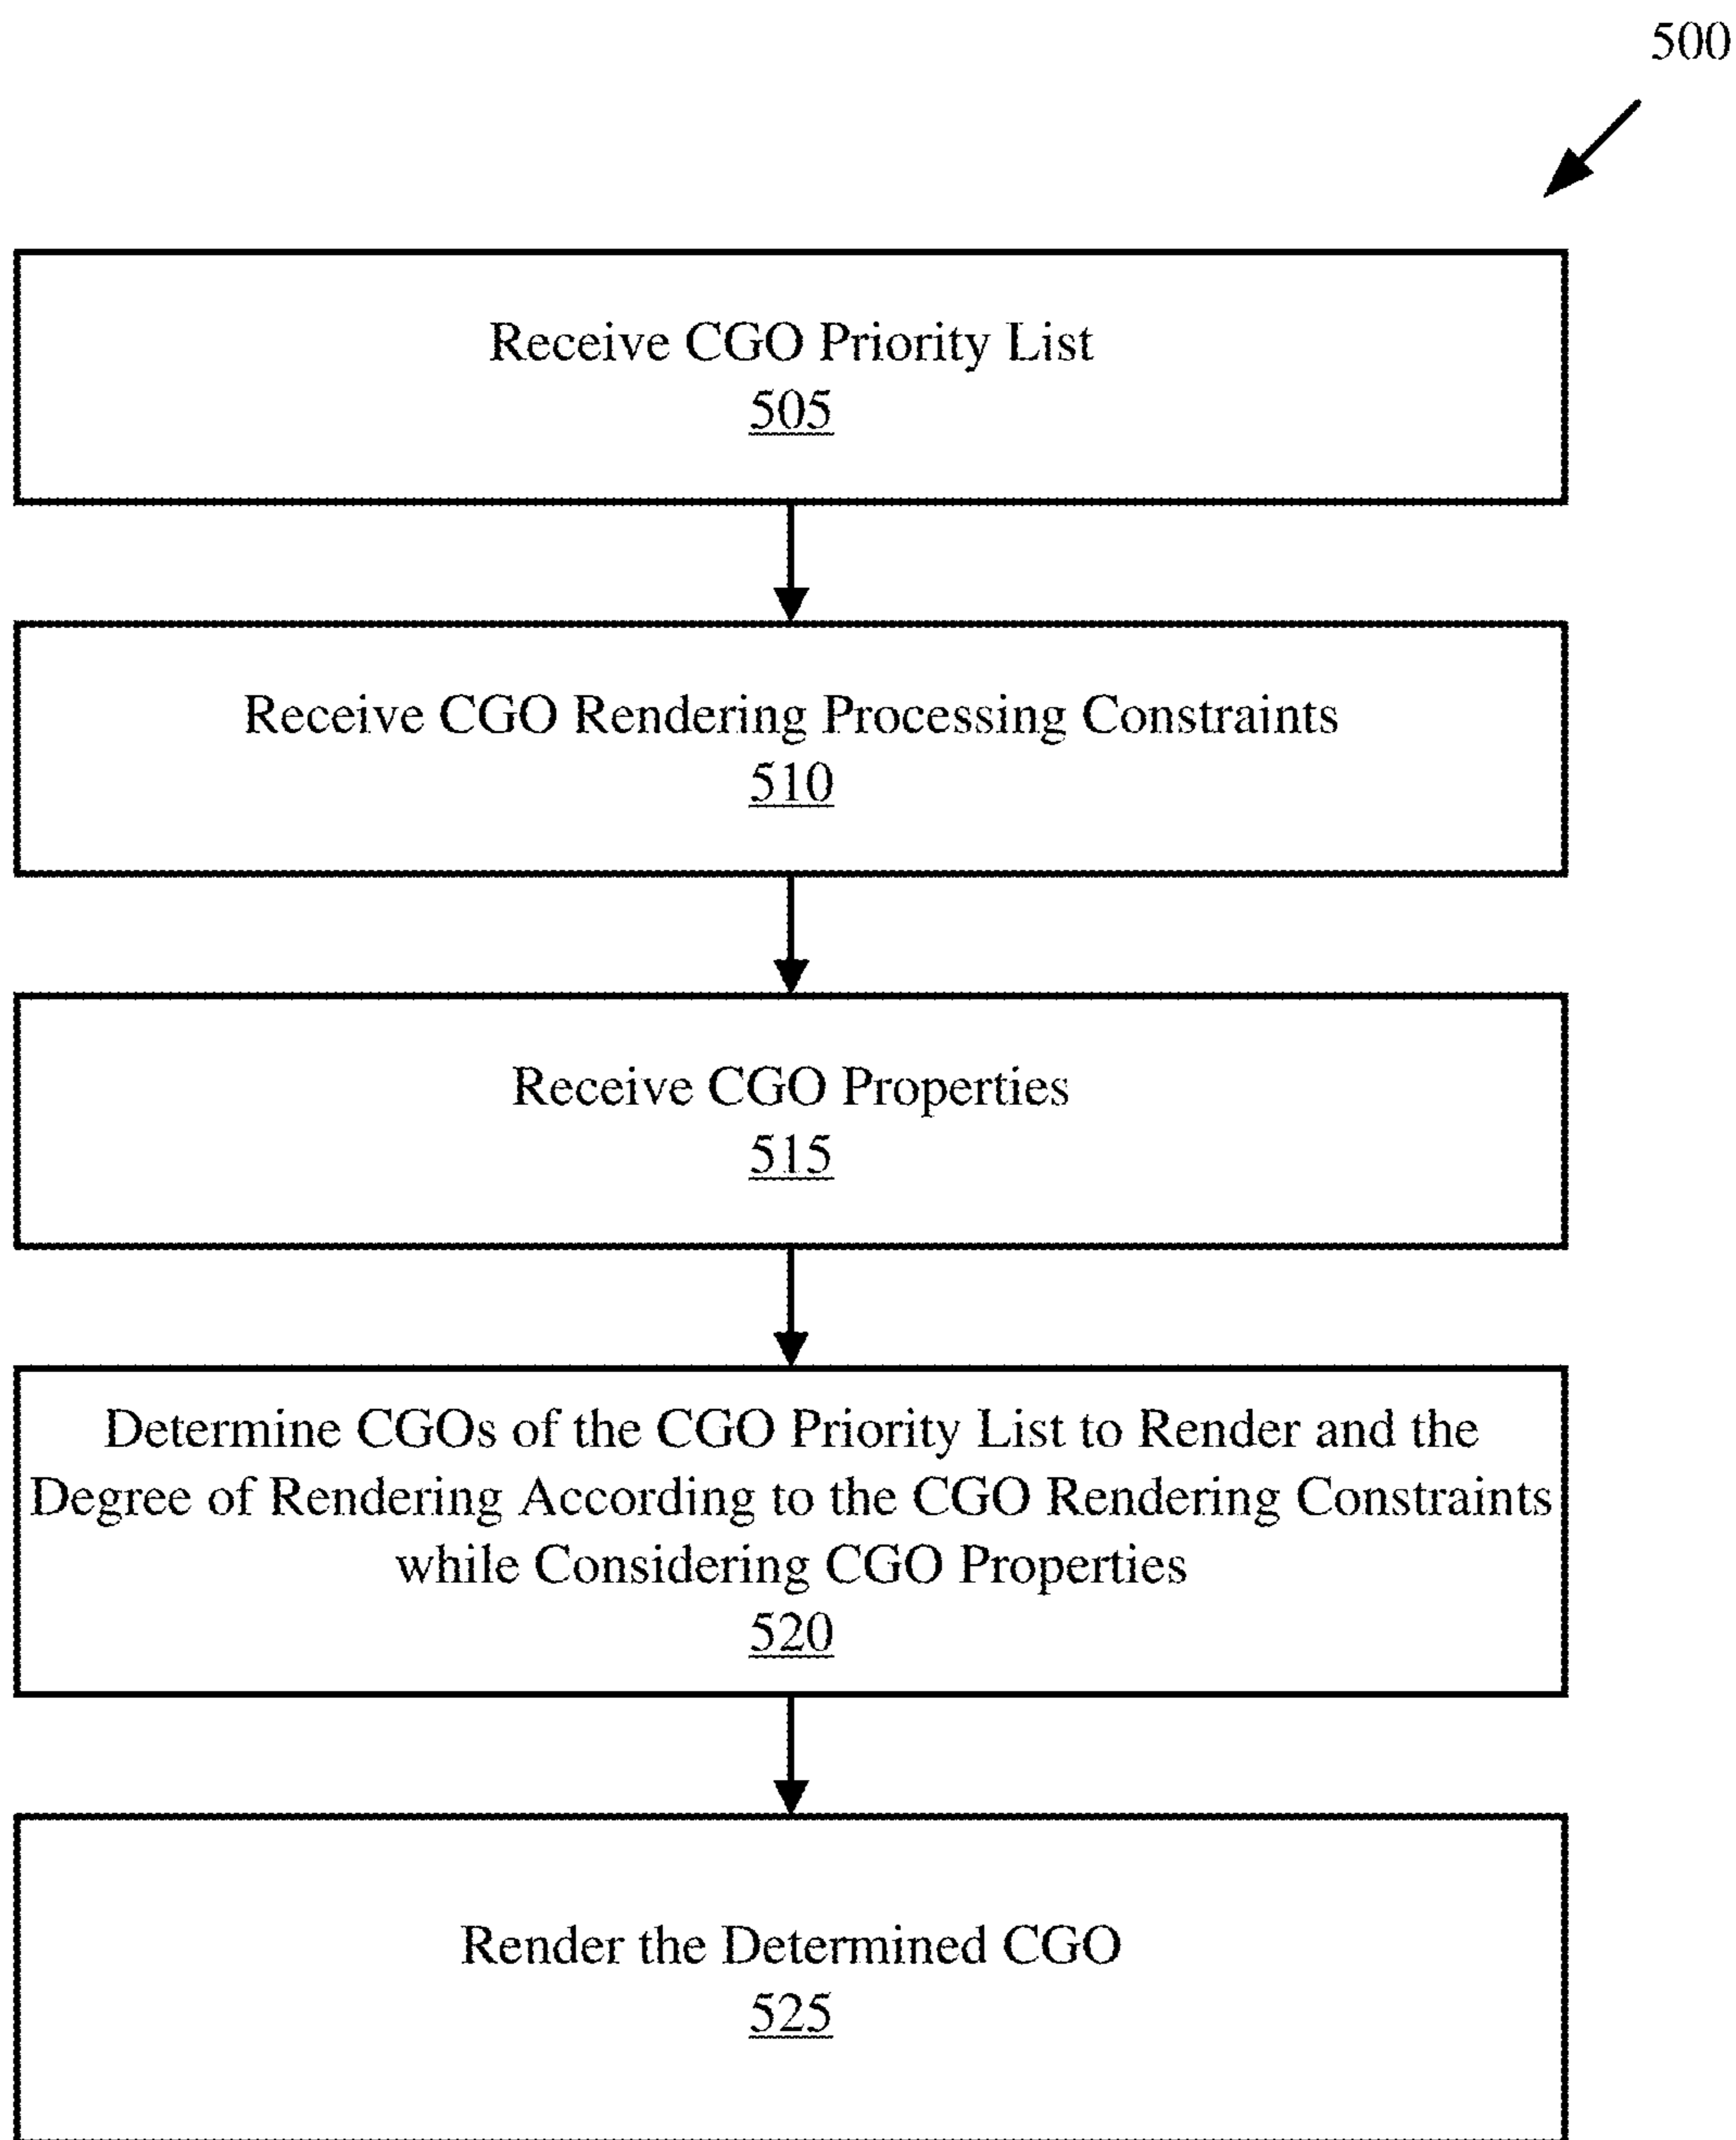 500
Receive CGO Priority List
505
Receive CGO Rendering Processing Constraints
510
Receive CGO Properties
515
Determine CGOs of the CGO Priority List to Render and the
Degree of Rendering According to the CGO Rendering Constraints
while Considering CGO Properties
520
Render the Determined CGO
525